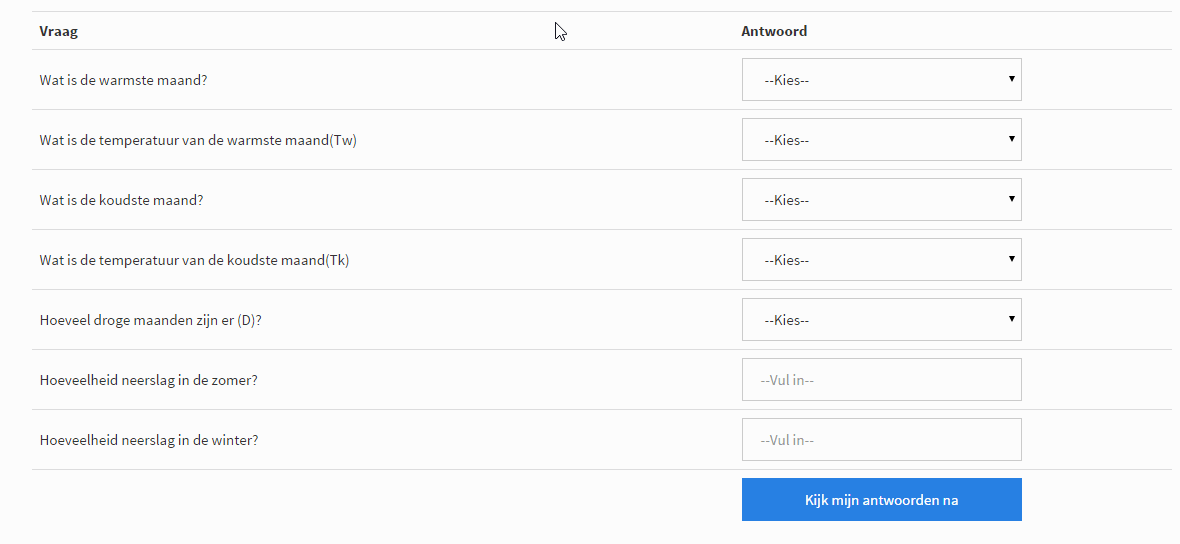 Vraag Antwoord
Wat is de warmste maand? --Kies--
Wat is de temperatuur van de warmste maand(Tw) --Kies--
Wat is de koudste maand? --Kies--
Wat is de temperatuur van de koudste maand(Tk) --Kies--
Hoeveel droge maanden zijn er (D)? --Kies--
Hoeveelheid neerslag in de zomer? --Vul in--
Hoeveelheid neerslag in de winter? --Vul in--
Kijk mijn antwoorden na